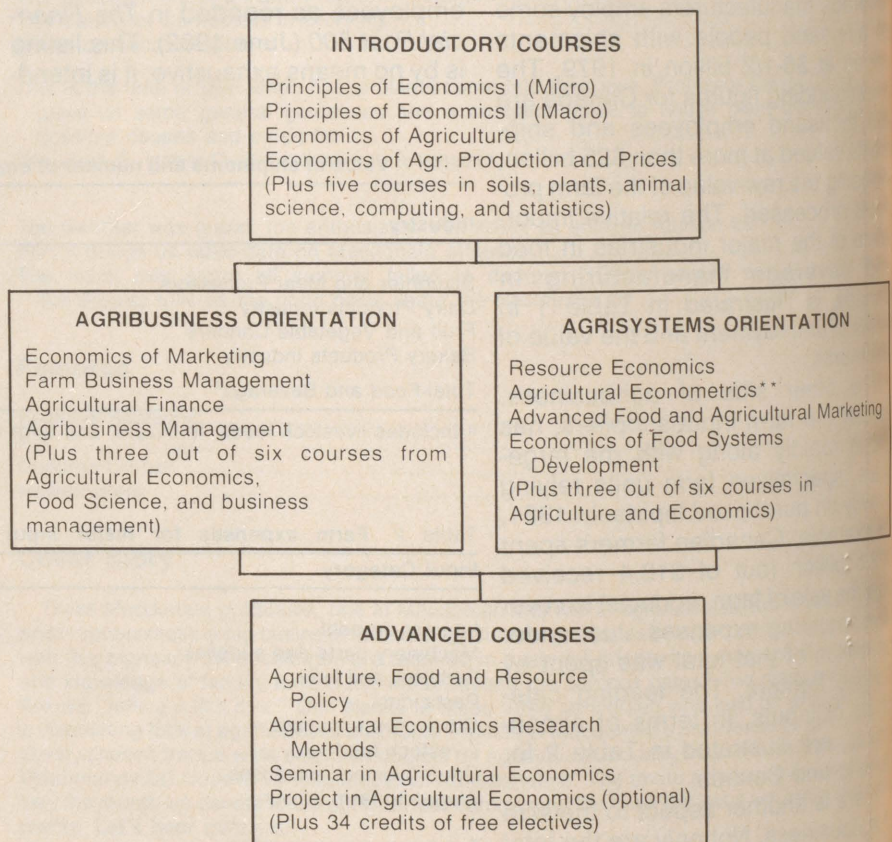 INTRODUCTORY COURSES
Principles of Economics I (Micro)
Principles of Economics II (Macro)
Economics of Agriculture
Economics of Agr. Production and Prices
(Plus five courses in soils, plants, animal
science, computing, and statistics)
AGRIBUSINESS ORIENTATION
Economics of Marketing
Farm Business Management
Agricultural Finance
Agribusiness Management
(Plus three out of six courses from
Agricultural Economics,
Food Science, and business
management)
AGRISYSTEMS ORIENTATION
Resource Economics
Agricultural Econometrics**
Advanced Food and Agricultural Marketing
Economics of Food Systems
Development
(Plus three out of six courses in
Agriculture and Economics)
ADVANCED COURSES
Agriculture, Food and Resource
Policy
Agricultural Economics Research
Methods
Seminar in Agricultural Economics
Project in Agricultural Economics (optional)
(Plus 34 credits of free electives)